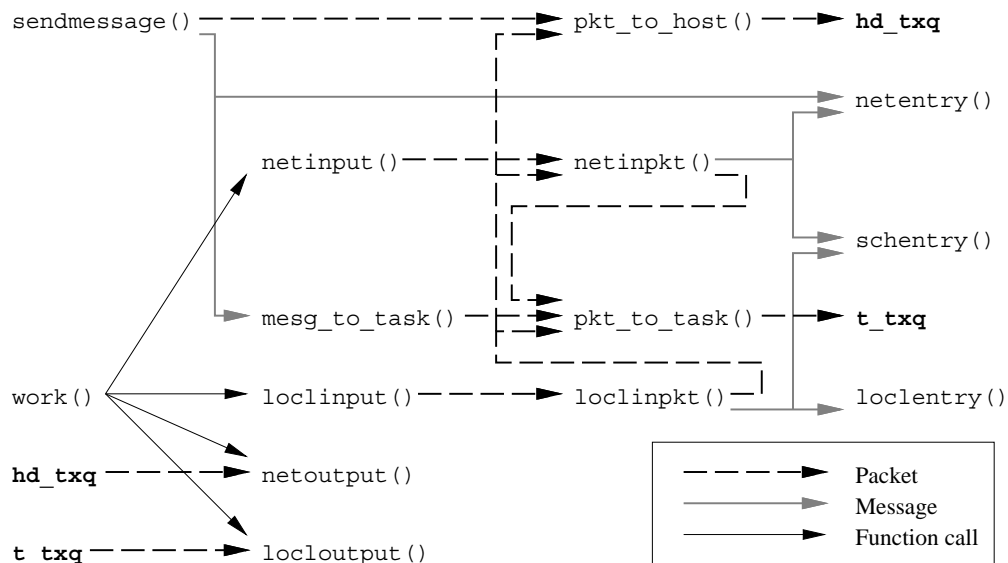 sendmessage() pkt_to_host() hd_txq
netentry()
netinput() netinpkt()
schentry()
mesg_to_task() pkt_to_task() t_txq
work() loclinput() loclinpkt() loclentry()
hd_txq netoutput() Packet
Message
t_txq locloutput() Function call